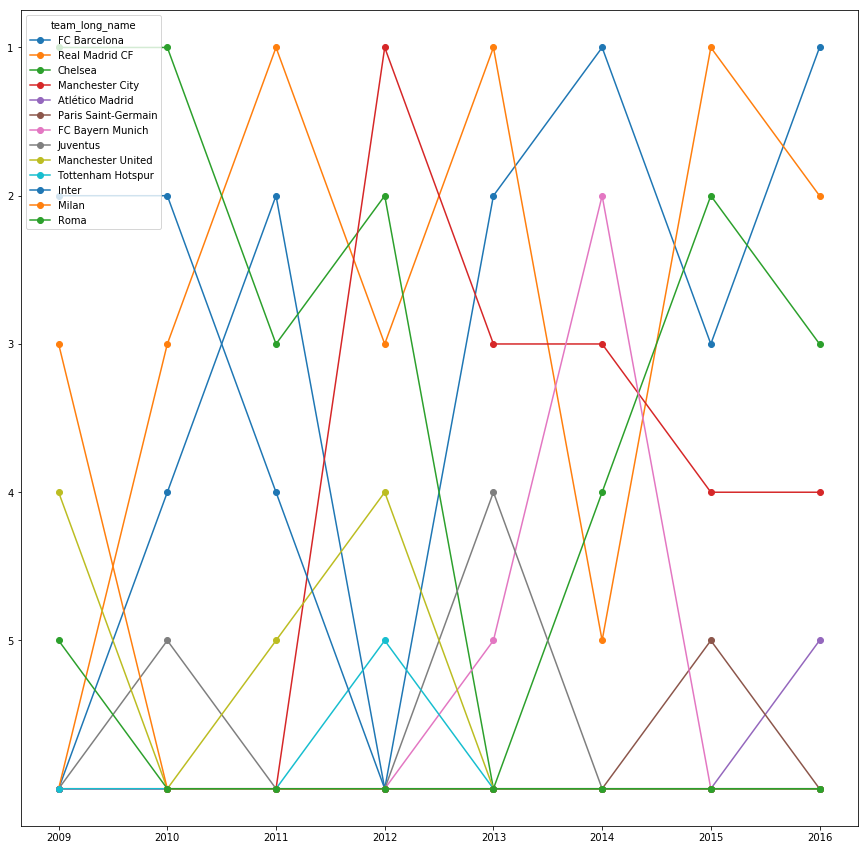 team_long_name
FC Barcelona
Real Madrid CF
Chelsea
Manchester City
Atlético Madrid
Paris Saint-Germain
FC Bayern Munich
Juventus
Manchester United
Tottenham Hotspur
Inter
Milan
Roma
1
2
3
4
5
2009 2010 2011 2012 2013 2014 2015 2016